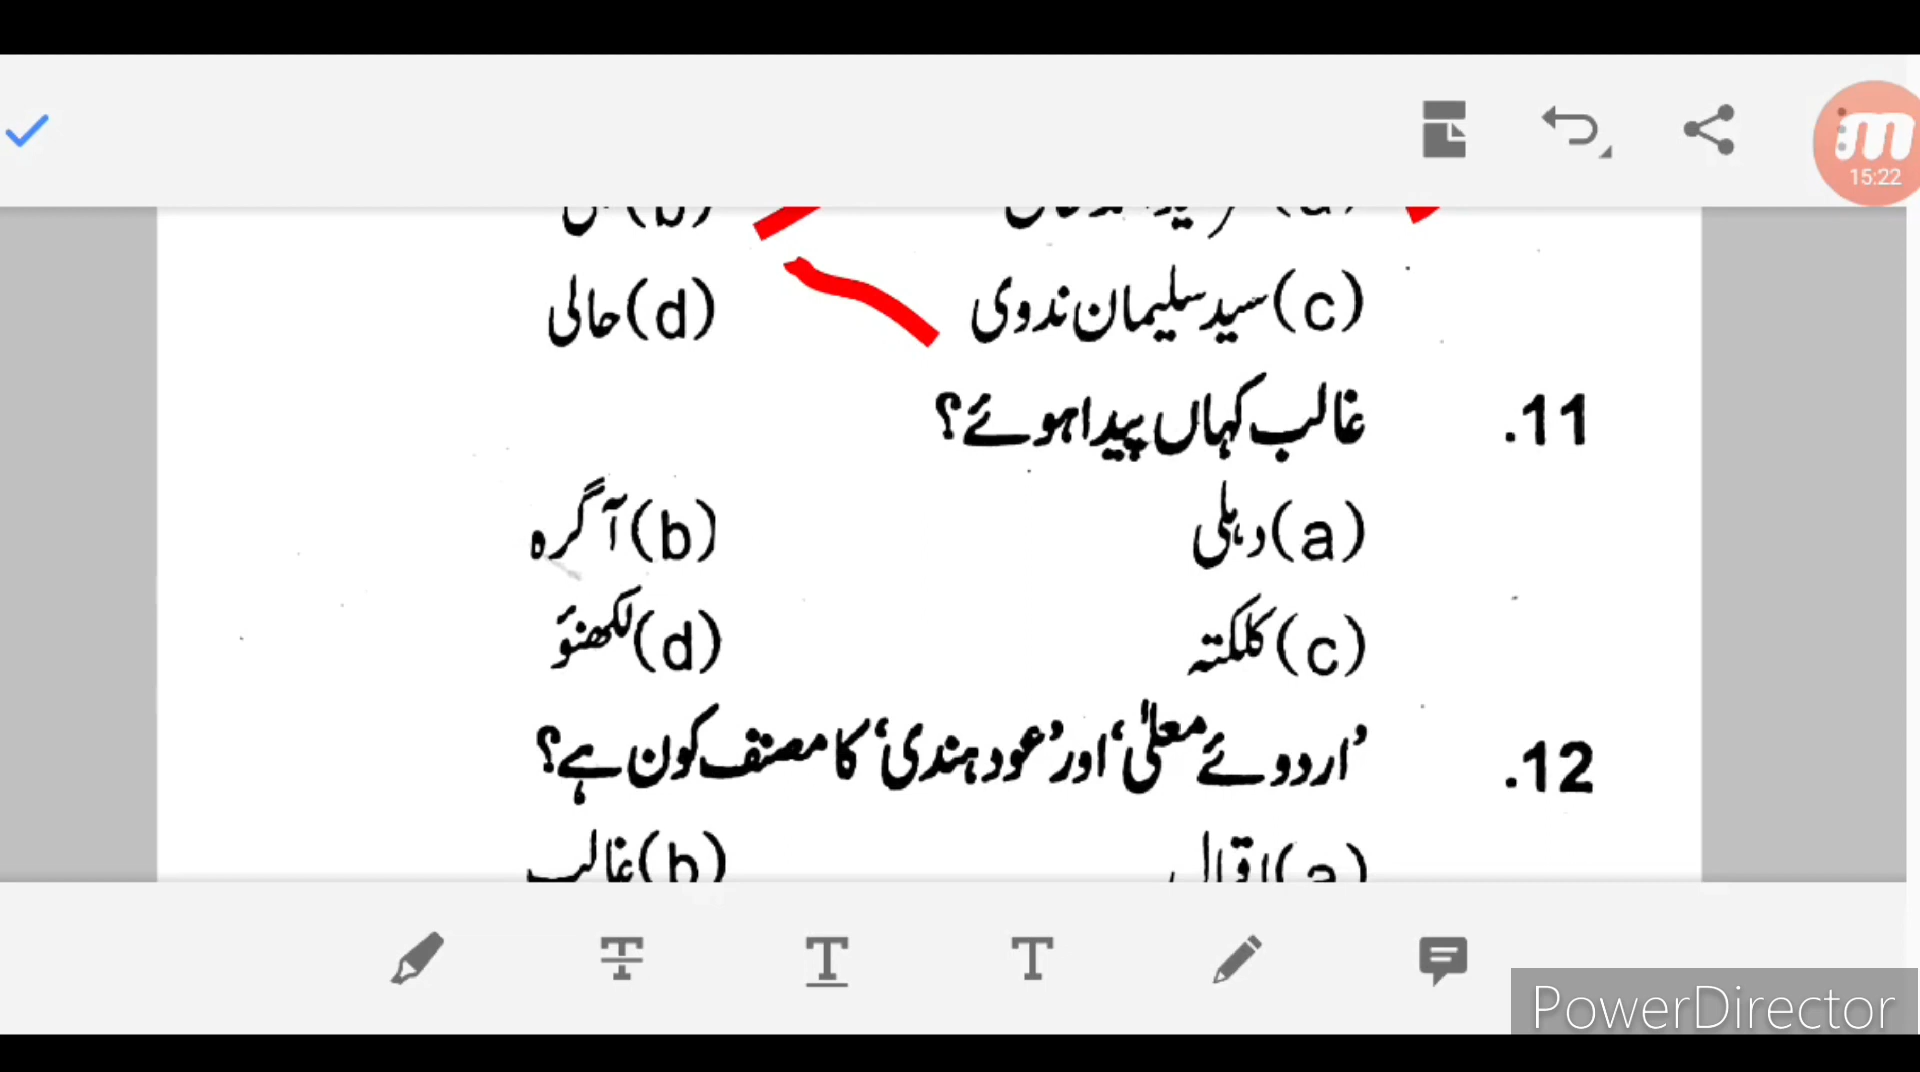 15:22
(c) سید سلیمان ندوی (d) حالی
11. غالب کہاں پیدا ہوئے؟
(a) دہلی (b) آگرہ
(c) کلکتہ (d) لکھنؤ
12. ’اردوئے معلیٰ‘ اور ’عود ہندی‘ کا مصنف کون ہے؟
(a) اقبال (b) غالب
PowerDirector